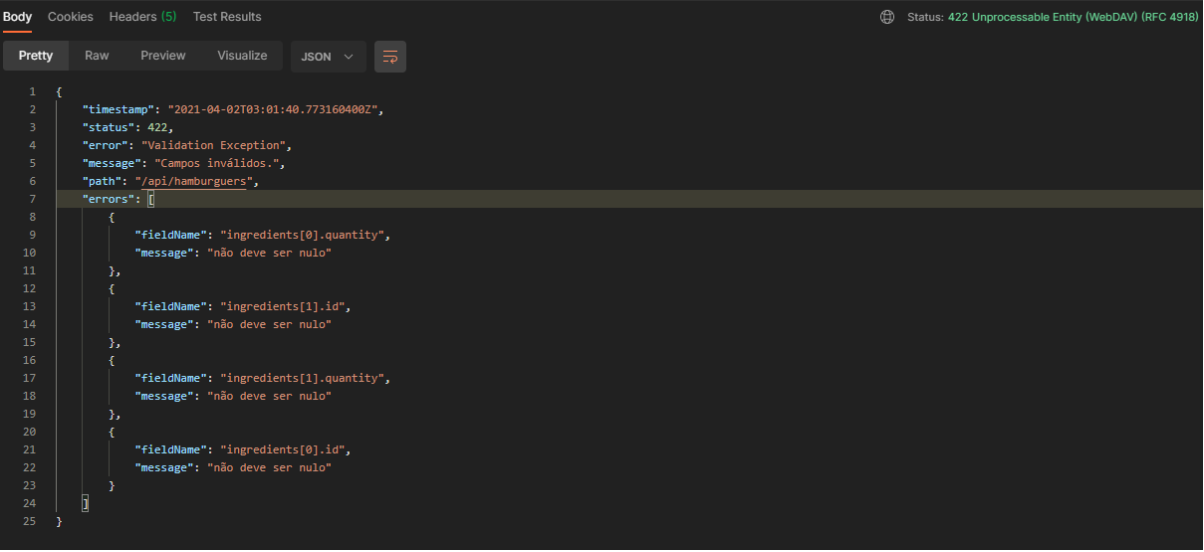 Body Cookies Headers (5) Test Results Status: 422 Unprocessable Entity (WebDAV) (RFC 4918)
Pretty Raw Preview Visualize JSON
1 {
2 "timestamp": "2021-04-02T03:01:40.773160400Z",
3 "status": 422,
4 "error": "Validation Exception",
5 "message": "Campos inválidos.",
6 "path": "/api/hamburguers",
7 "errors": [
8 {
9 "fieldName": "ingredients[0].quantity",
10 "message": "não deve ser nulo"
11 },
12 {
13 "fieldName": "ingredients[1].id",
14 "message": "não deve ser nulo"
15 },
16 {
17 "fieldName": "ingredients[1].quantity",
18 "message": "não deve ser nulo"
19 },
20 {
21 "fieldName": "ingredients[0].id",
22 "message": "não deve ser nulo"
23 }
24 ]
25 }